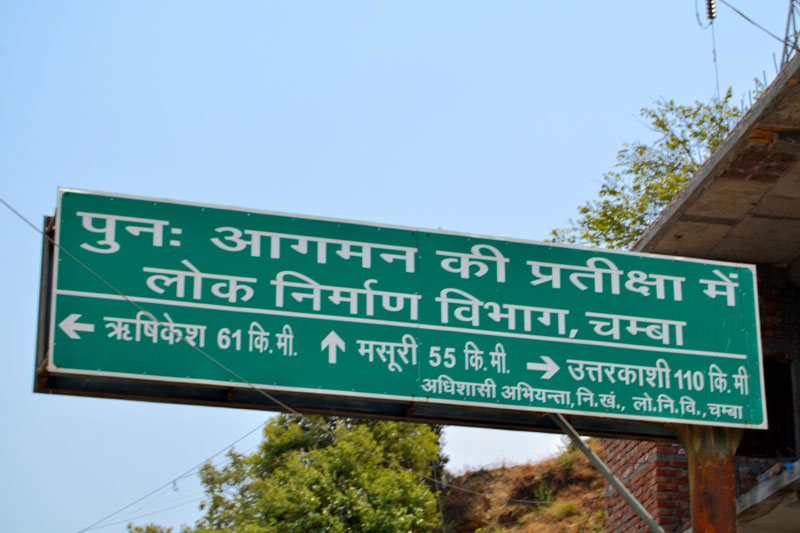 पुनः आगमन की प्रतीक्षा में
लोक निर्माण विभाग, चम्बा
← ऋषिकेश 61 कि.मी. ↑ मसूरी 55 कि.मी. → उत्तरकाशी 110 कि.मी
अधिशासी अभियन्ता, नि.खं., लो.नि.वि., चम्बा